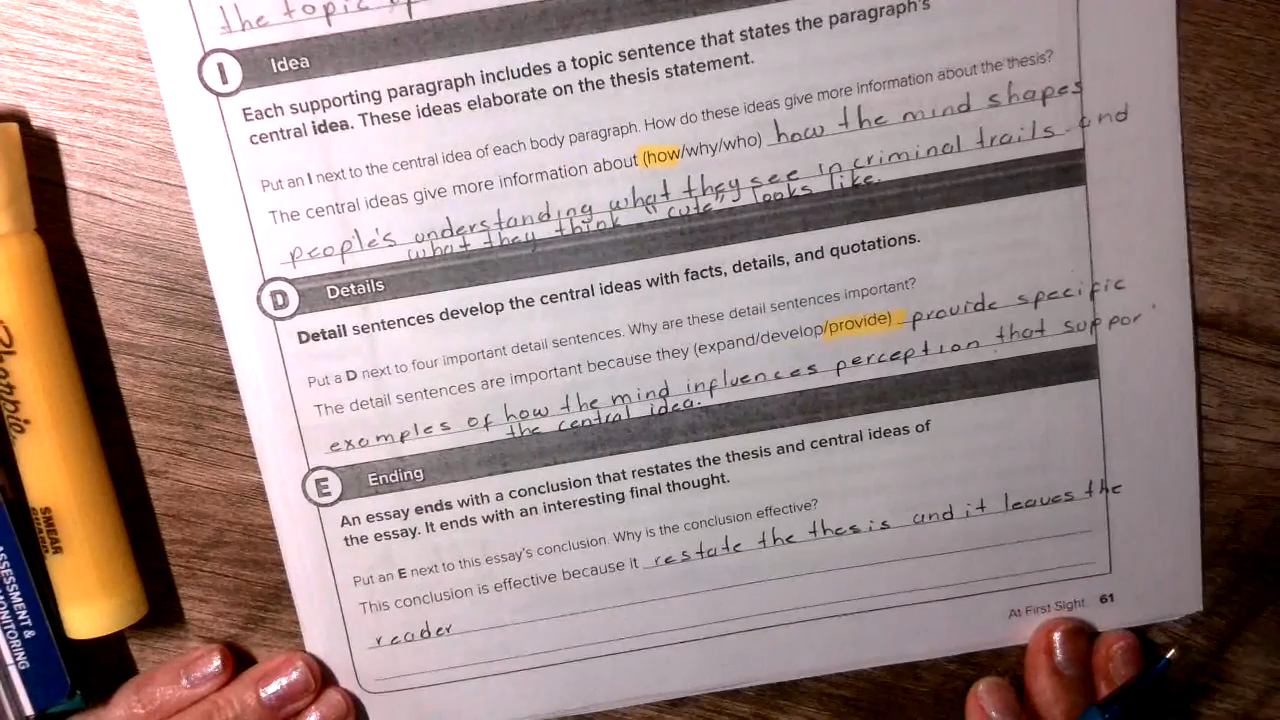 the topic of
I Idea
Each supporting paragraph includes a topic sentence that states the paragraph's
central idea. These ideas elaborate on the thesis statement.
Put an I next to the central idea of each body paragraph. How do these ideas give more information about the thesis?
The central ideas give more information about (how/why/who) how the mind shapes
people's understanding what they see in criminal trails and
what they think "cute" looks like.
D Details
Detail sentences develop the central ideas with facts, details, and quotations.
Put a D next to four important detail sentences. Why are these detail sentences important?
The detail sentences are important because they (expand/develop/provide) provide specific
examples of how the mind influences perception that suppor
the central idea.
E Ending
An essay ends with a conclusion that restates the thesis and central ideas of
the essay. It ends with an interesting final thought.
Put an E next to this essay's conclusion. Why is the conclusion effective?
This conclusion is effective because it restate the thesis and it leaves the
reader
At First Sight 61
Sharpie
SMEAR
GUARD
ASSESSMENT &
MONITORING